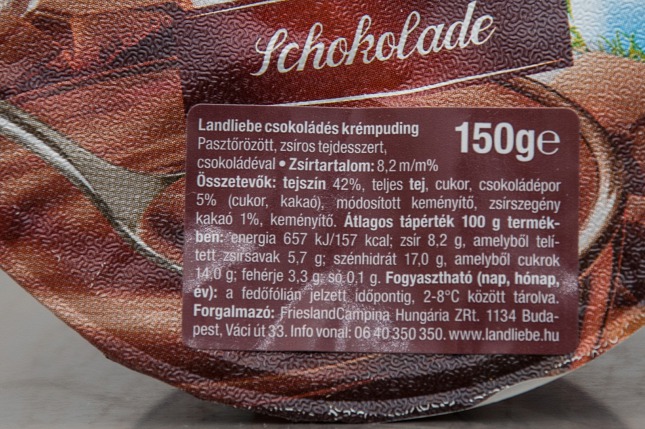 Schokolade
Landliebe csokoládés krémpuding
150g℮
Pasztőrözött, zsíros tejdesszert,
csokoládéval • Zsírtartalom: 8,2 m/m%
Összetevők: tejszín 42%, teljes tej, cukor, csokoládépor
5% (cukor, kakaó), módosított keményítő, zsírszegény
kakaó 1%, keményítő. Átlagos tápérték 100 g termék-
ben: energia 657 kJ/157 kcal; zsír 8,2 g, amelyből telí-
tett zsírsavak 5,7 g; szénhidrát 17,0 g, amelyből cukrok
14,0 g; fehérje 3,3 g; só 0,1 g. Fogyasztható (nap, hónap,
év): a fedőfólián jelzett időpontig, 2-8°C között tárolva.
Forgalmazó: FrieslandCampina Hungária ZRt. 1134 Buda-
pest, Váci út 33. Info vonal: 06 40 350 350. www.landliebe.hu